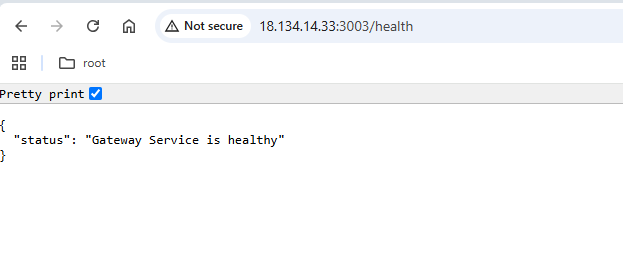 Not secure 18.134.14.33:3003/health
root
Pretty print
{
"status": "Gateway Service is healthy"
}